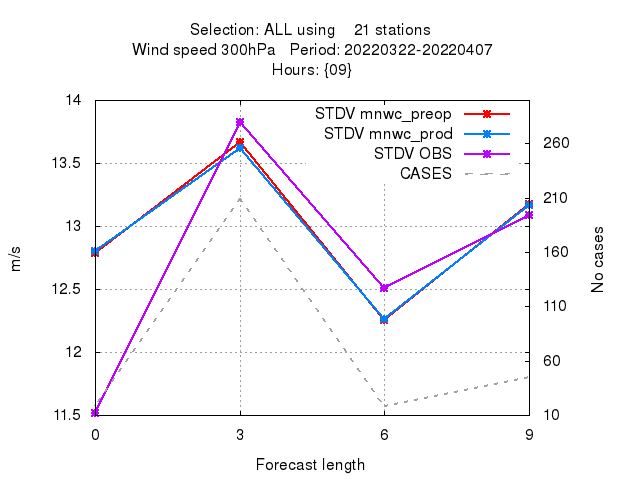 Selection: ALL using 21 stations
Wind speed 300hPa Period: 20220322-20220407
Hours: {09}
STDV mnwc_preop
STDV mnwc_prod
STDV OBS
CASES
14
13.5
13
12.5
12
11.5
m/s
260
210
160
110
60
10
No cases
0 3 6 9
Forecast length